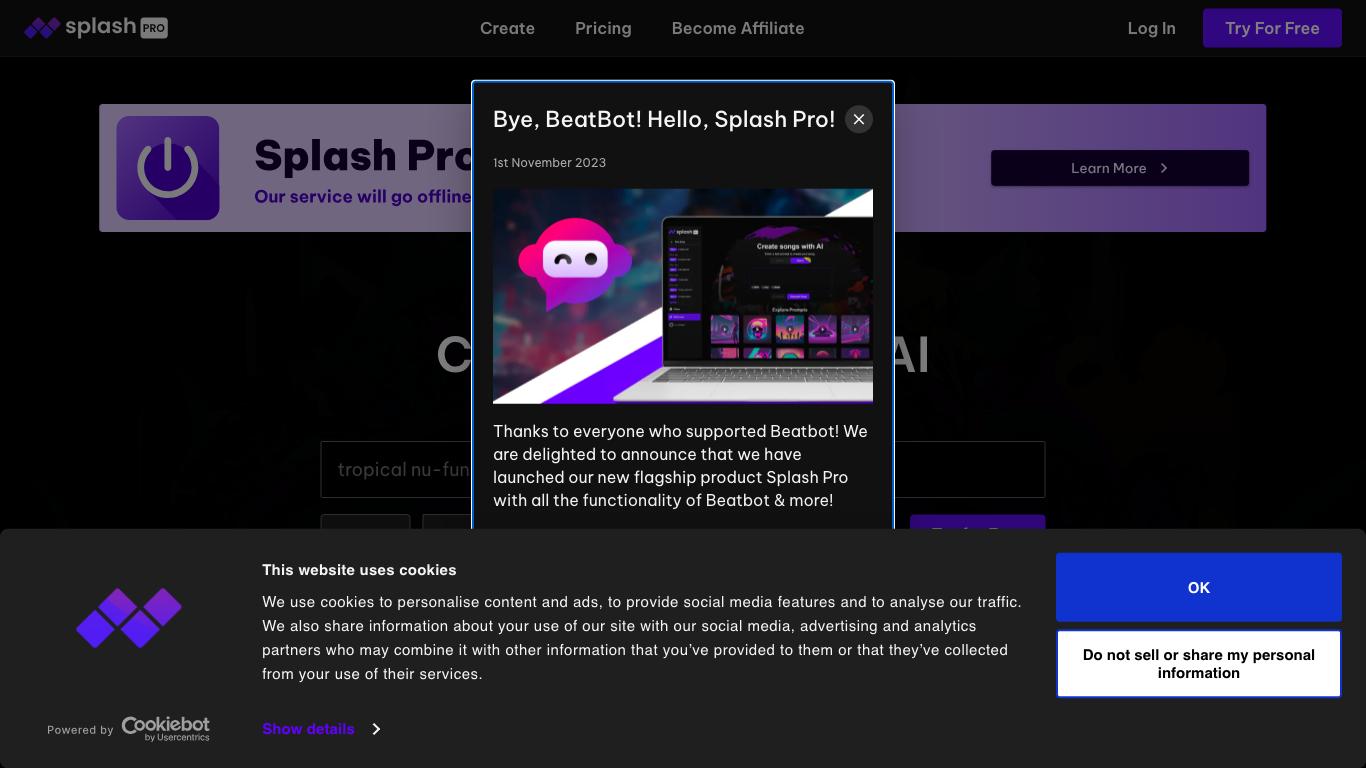 splash PRO
Create
Pricing
Become Affiliate
Log In
Try For Free
Bye, BeatBot! Hello, Splash Pro!
1st November 2023
Splash Pro
Our service will go offline
Learn More
splash
Create songs with AI
Explore Prompts
AI
Thanks to everyone who supported Beatbot! We
are delighted to announce that we have
launched our new flagship product Splash Pro
with all the functionality of Beatbot & more!
tropical nu-fun
This website uses cookies
We use cookies to personalise content and ads, to provide social media features and to analyse our traffic.
We also share information about your use of our site with our social media, advertising and analytics
partners who may combine it with other information that you've provided to them or that they've collected
from your use of their services.
OK
Do not sell or share my personal
information
Powered by Cookiebot
by Usercentrics
Show details